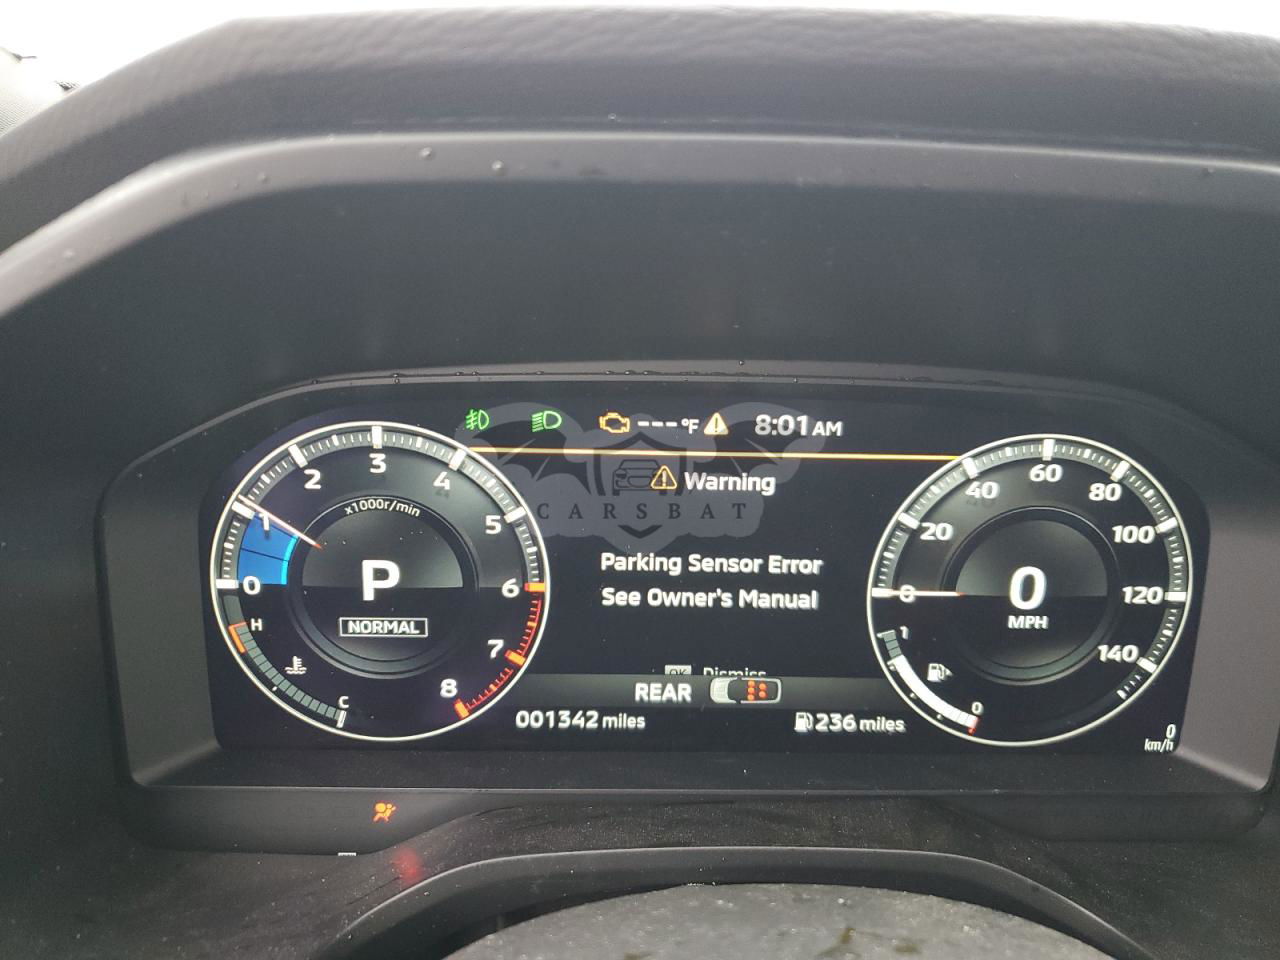 ---°F
8:01 AM
Warning
CARSBAT
Parking Sensor Error
See Owner's Manual
OK Dismiss
REAR
001342 miles
236 miles
0
1
2
3
4
5
6
7
8
x1000r/min
P
NORMAL
H
C
0
20
40
60
80
100
120
140
0
MPH
1
0
0
km/h